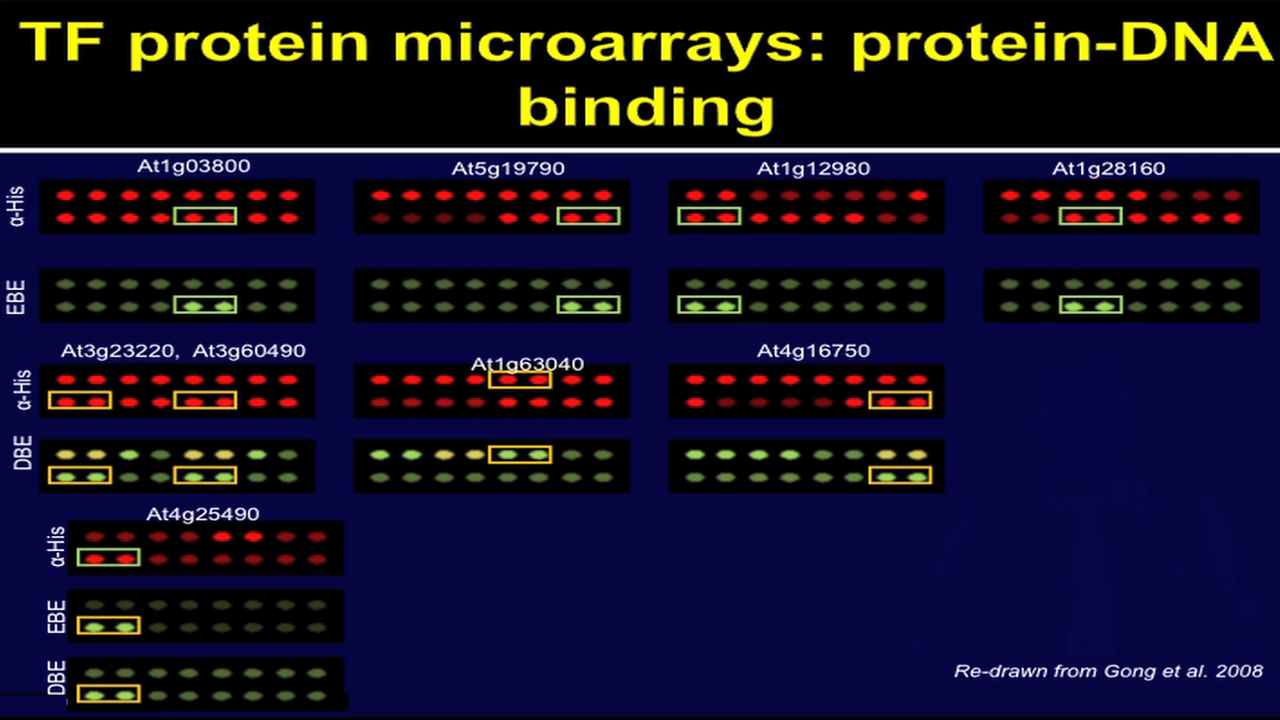 TF protein microarrays: protein-DNA
binding
At1g03800
At5g19790
At1g12980
At1g28160
α-His
EBE
At3g23220, At3g60490
At1g63040
At4g16750
α-His
DBE
At4g25490
α-His
EBE
DBE
Re-drawn from Gong et al. 2008